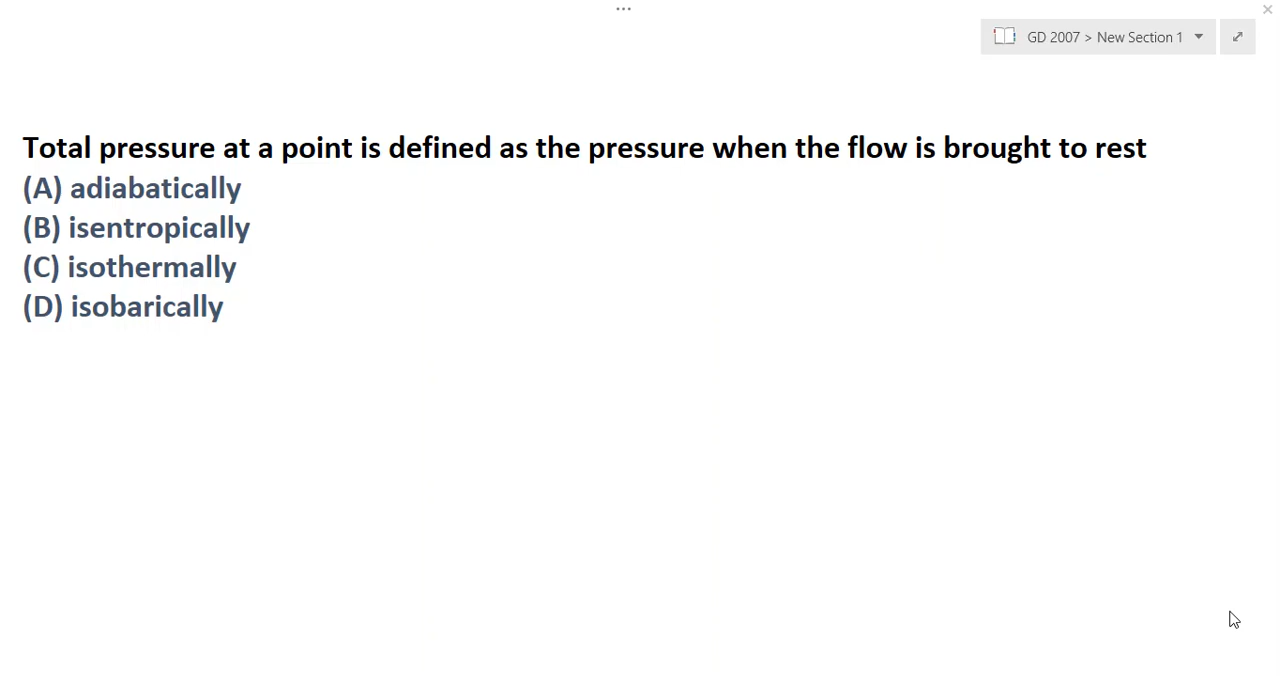 ...
GD 2007 > New Section 1
Total pressure at a point is defined as the pressure when the flow is brought to rest
(A) adiabatically
(B) isentropically
(C) isothermally
(D) isobarically